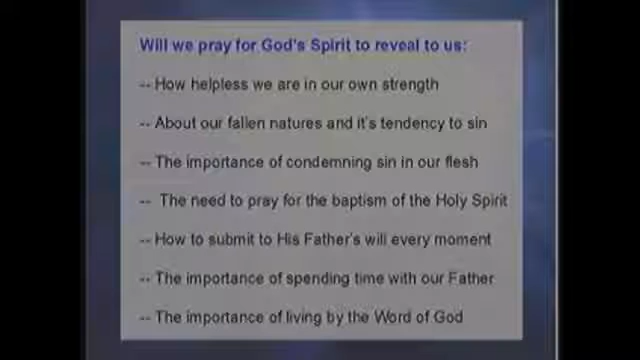 Will we pray for God's Spirit to reveal to us:
-- How helpless we are in our own strength
-- About our fallen natures and it's tendency to sin
-- The importance of condemning sin in our flesh
-- The need to pray for the baptism of the Holy Spirit
-- How to submit to His Father's will every moment
-- The importance of spending time with our Father
-- The importance of living by the Word of God